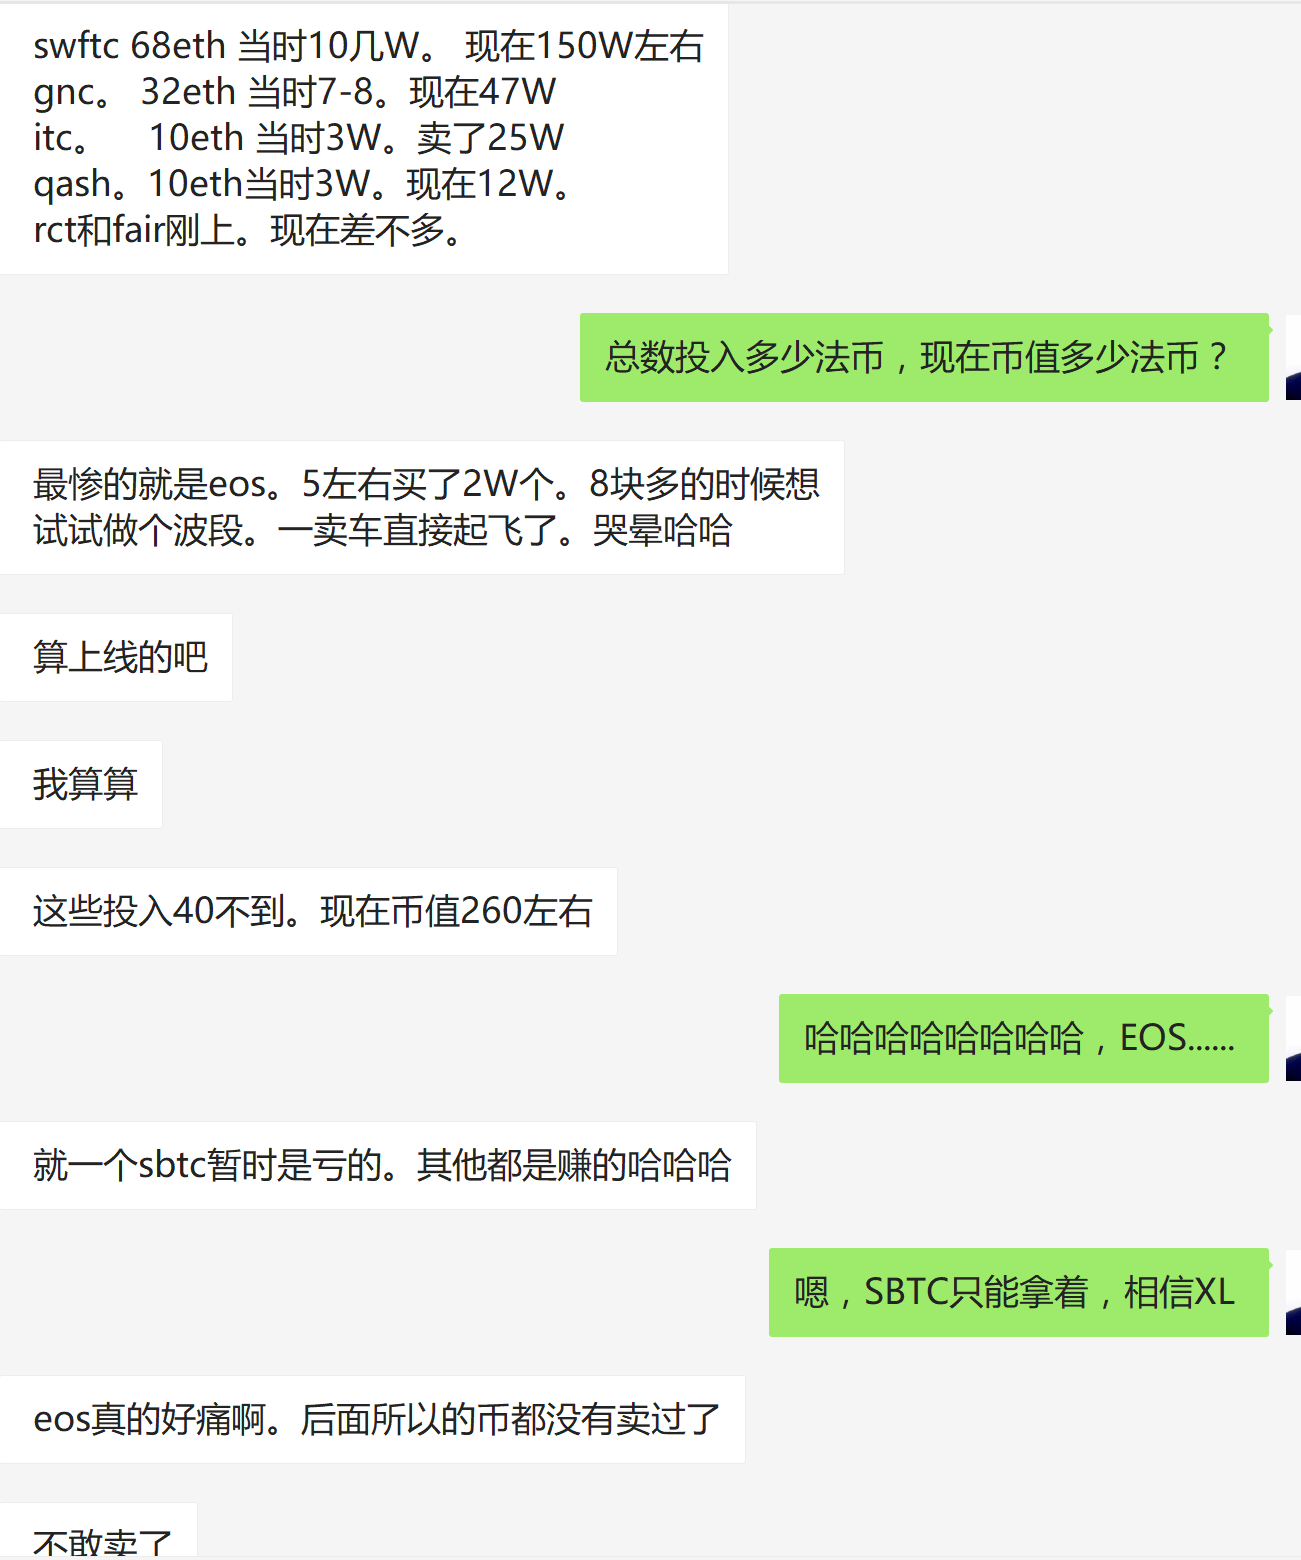 swftc 68eth 当时10几W。 现在150W左右
gnc。 32eth 当时7-8。现在47W
itc。 10eth 当时3W。卖了25W
qash。10eth当时3W。现在12W。
rct和fair刚上。现在差不多。
总数投入多少法币，现在币值多少法币？
最惨的就是eos。5左右买了2W个。8块多的时候想
试试做个波段。一卖车直接起飞了。哭晕哈哈
算上线的吧
我算算
这些投入40不到。现在币值260左右
哈哈哈哈哈哈哈哈，EOS......
就一个sbtc暂时是亏的。其他都是赚的哈哈哈
嗯，SBTC只能拿着，相信XL
eos真的好痛啊。后面所以的币都没有卖过了
不敢卖了